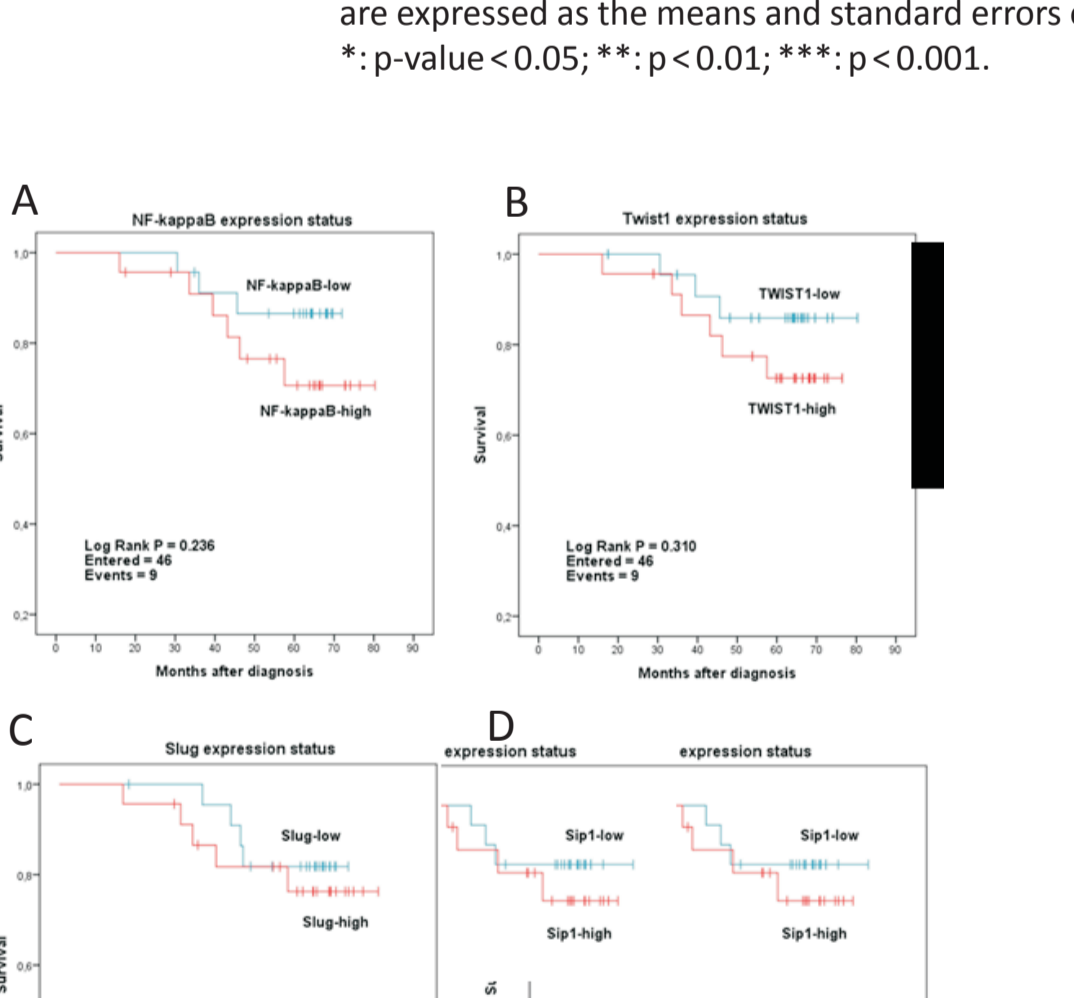 are expressed as the means and standard errors
*: p-value < 0.05; **: p < 0.01; ***: p < 0.001.
A
NF-kappaB expression status
1,0
0,8
0,6
0,4
0,2
NF-kappaB-low
NF-kappaB-high
Log Rank P = 0.236
Entered = 46
Events = 9
0 10 20 30 40 50 60 70 80 90
Months after diagnosis
B
Twist1 expression status
Survival
1,0
0,8
0,6
0,4
0,2
TWIST1-low
TWIST1-high
Log Rank P = 0.310
Entered = 46
Events = 9
0 10 20 30 40 50 60 70 80 90
Months after diagnosis
C
Slug expression status
1,0
0,8
0,6
Slug-low
Slug-high
D
expression status
expression status
Sip1-low
Sip1-low
Sip1-high
Sip1-high